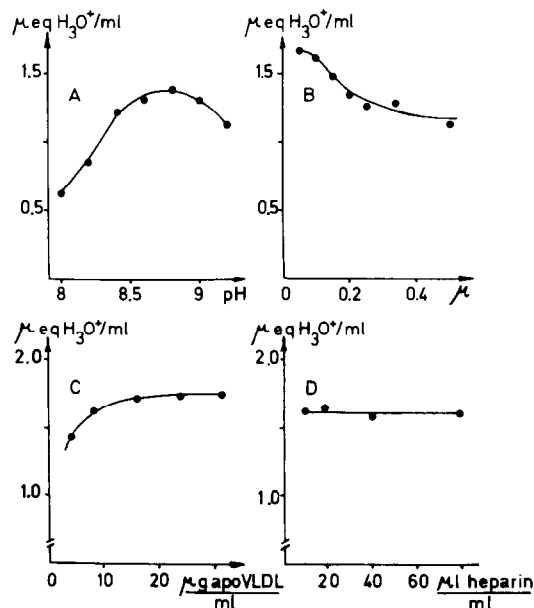 μeq H₃O⁺/ml
1.5
A
0.5
8 8.5 9 pH
μeq H₃O⁺/ml
1.5
B
0.5
0 0.2 0.4 μ
μeq H₃O⁺/ml
2.0
C
1.0
0 10 20 μg apoVLDL/ml
μeq H₃O⁺/ml
2.0
D
1.0
0 20 40 60 μl heparin/ml